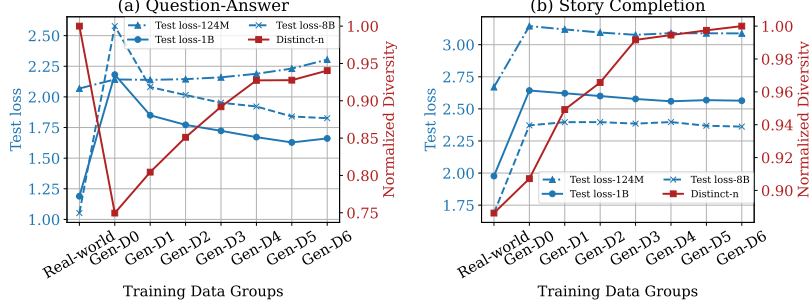 (a) Question-Answer
Test loss-124M
Test loss-1B
Test loss-8B
Distinct-n
2.50
2.25
2.00
1.75
1.50
1.25
1.00
Test loss
1.00
0.95
0.90
0.85
0.80
0.75
Normalized Diversity
Real-world
Gen-D0
Gen-D1
Gen-D2
Gen-D3
Gen-D4
Gen-D5
Gen-D6
Training Data Groups
(b) Story Completion
3.00
2.75
2.50
2.25
2.00
1.75
Test loss
Test loss-124M
Test loss-1B
Test loss-8B
Distinct-n
1.00
0.98
0.96
0.94
0.92
0.90
Normalized Diversity
Real-world
Gen-D0
Gen-D1
Gen-D2
Gen-D3
Gen-D4
Gen-D5
Gen-D6
Training Data Groups